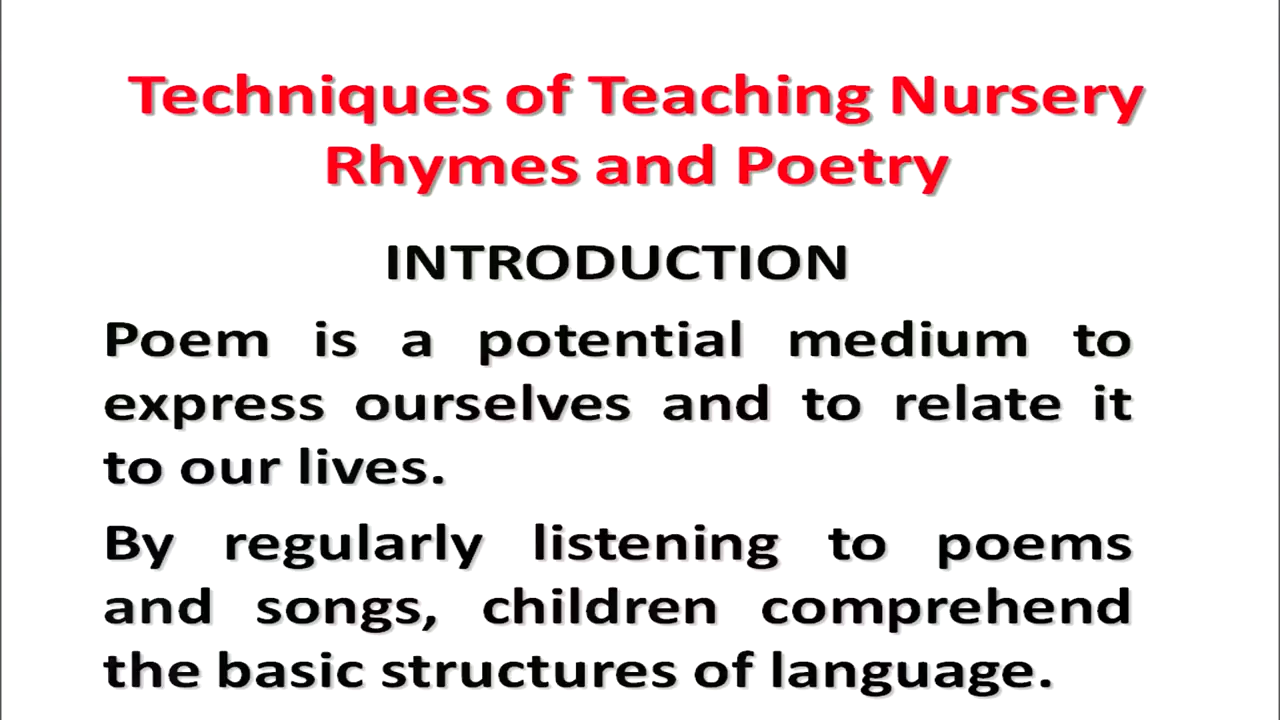 Techniques of Teaching Nursery
Rhymes and Poetry
INTRODUCTION
Poem is a potential medium to
express ourselves and to relate it
to our lives.
By regularly listening to poems
and songs, children comprehend
the basic structures of language.